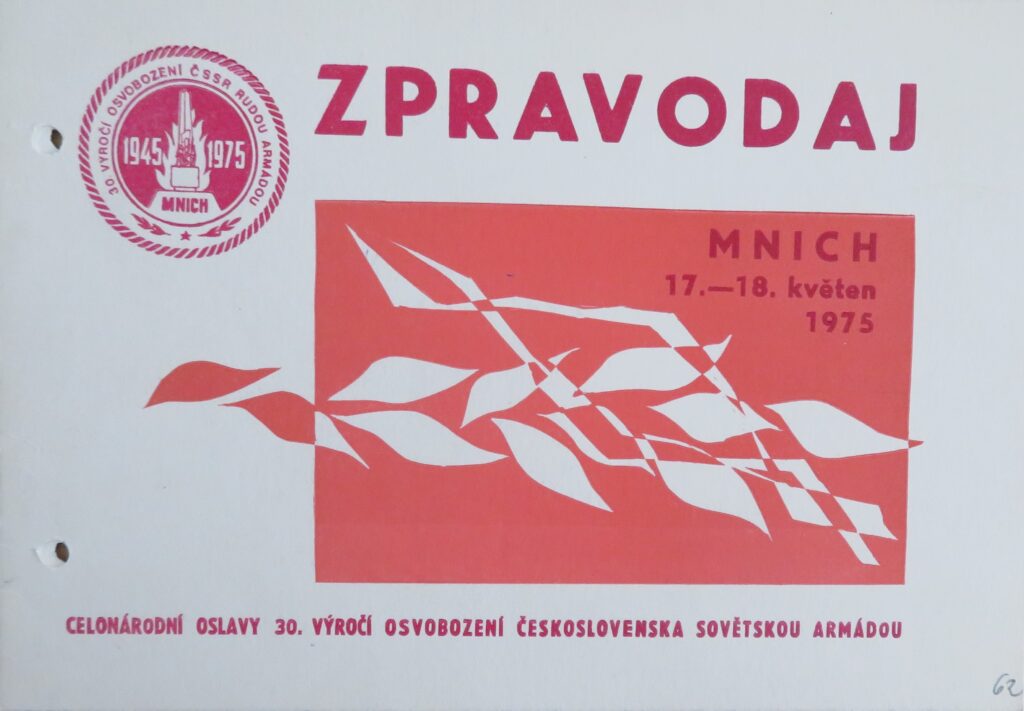 30 VÝROČÍ OSVOBOZENÍ ČSSR RUDOU ARMÁDOU
1945 1975
MNICH
ZPRAVODAJ
MNICH
17.—18. květen
1975
CELONÁRODNÍ OSLAVY 30. VÝROČÍ OSVOBOZENÍ ČESKOSLOVENSKA SOVĚTSKOU ARMÁDOU
62